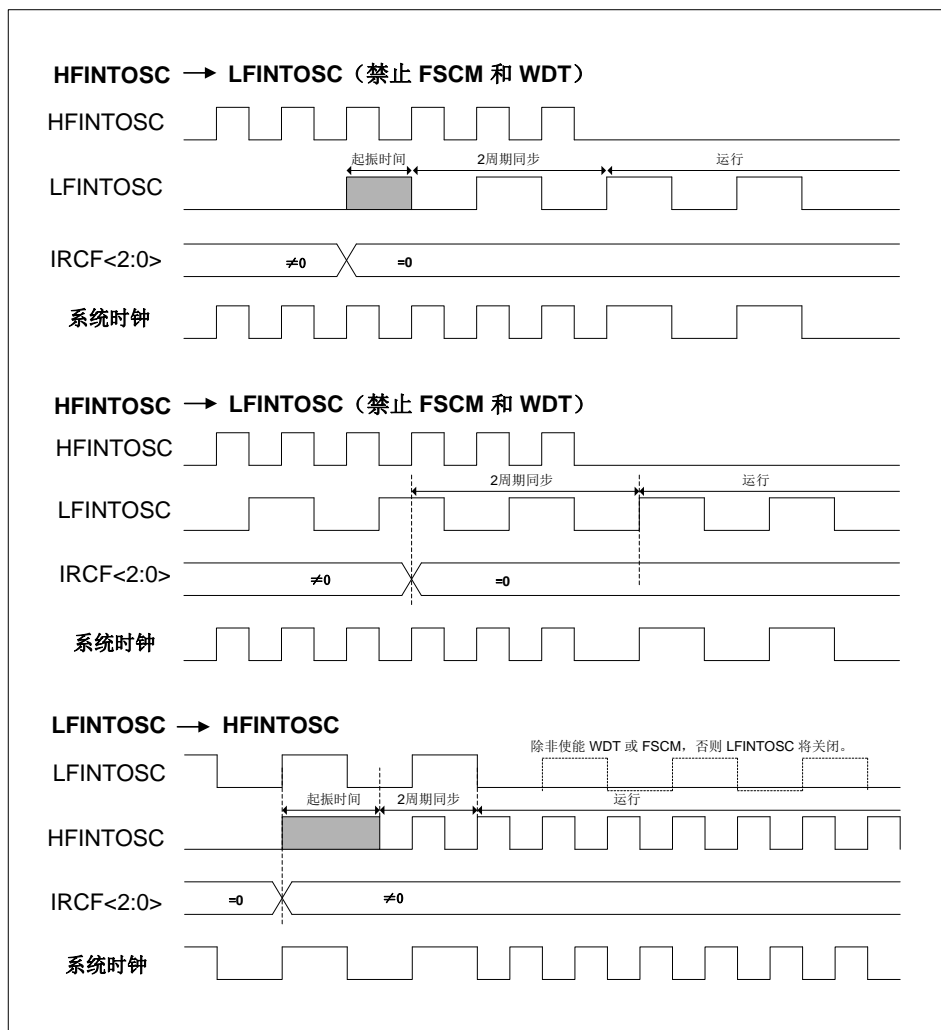 HFINTOSC → LFINTOSC（禁止 FSCM 和 WDT）
HFINTOSC
起振时间 2周期同步 运行
LFINTOSC
IRCF<2:0> ≠0 =0
系统时钟
HFINTOSC → LFINTOSC（禁止 FSCM 和 WDT）
HFINTOSC
2周期同步 运行
LFINTOSC
IRCF<2:0> ≠0 =0
系统时钟
LFINTOSC → HFINTOSC
除非使能 WDT 或 FSCM，否则 LFINTOSC 将关闭。
LFINTOSC
起振时间 2周期同步 运行
HFINTOSC
IRCF<2:0> =0 ≠0
系统时钟